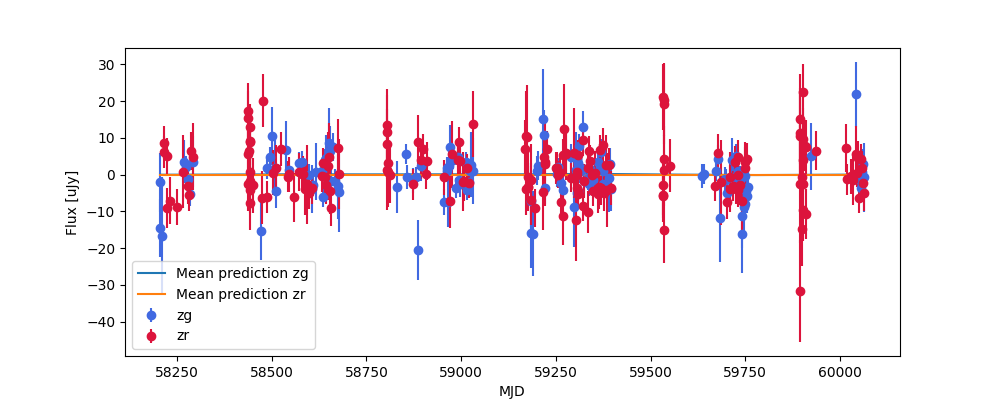 30
20
10
0
−10
−20
−30
−40
Flux [uJy]
Mean prediction zg
Mean prediction zr
zg
zr
58250 58500 58750 59000 59250 59500 59750 60000
MJD